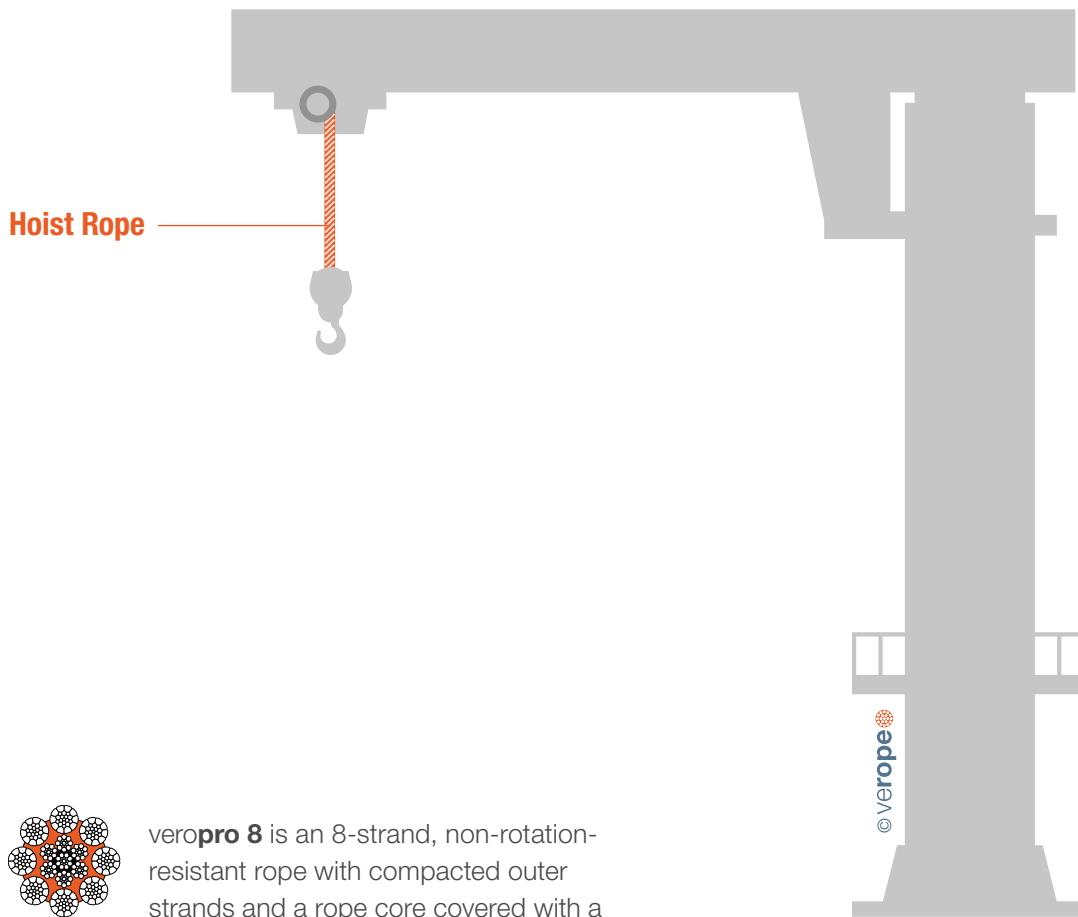 Hoist Rope
© verope
veropro 8 is an 8-strand, non-rotation-
resistant rope with compacted outer
strands and a rope core covered with a